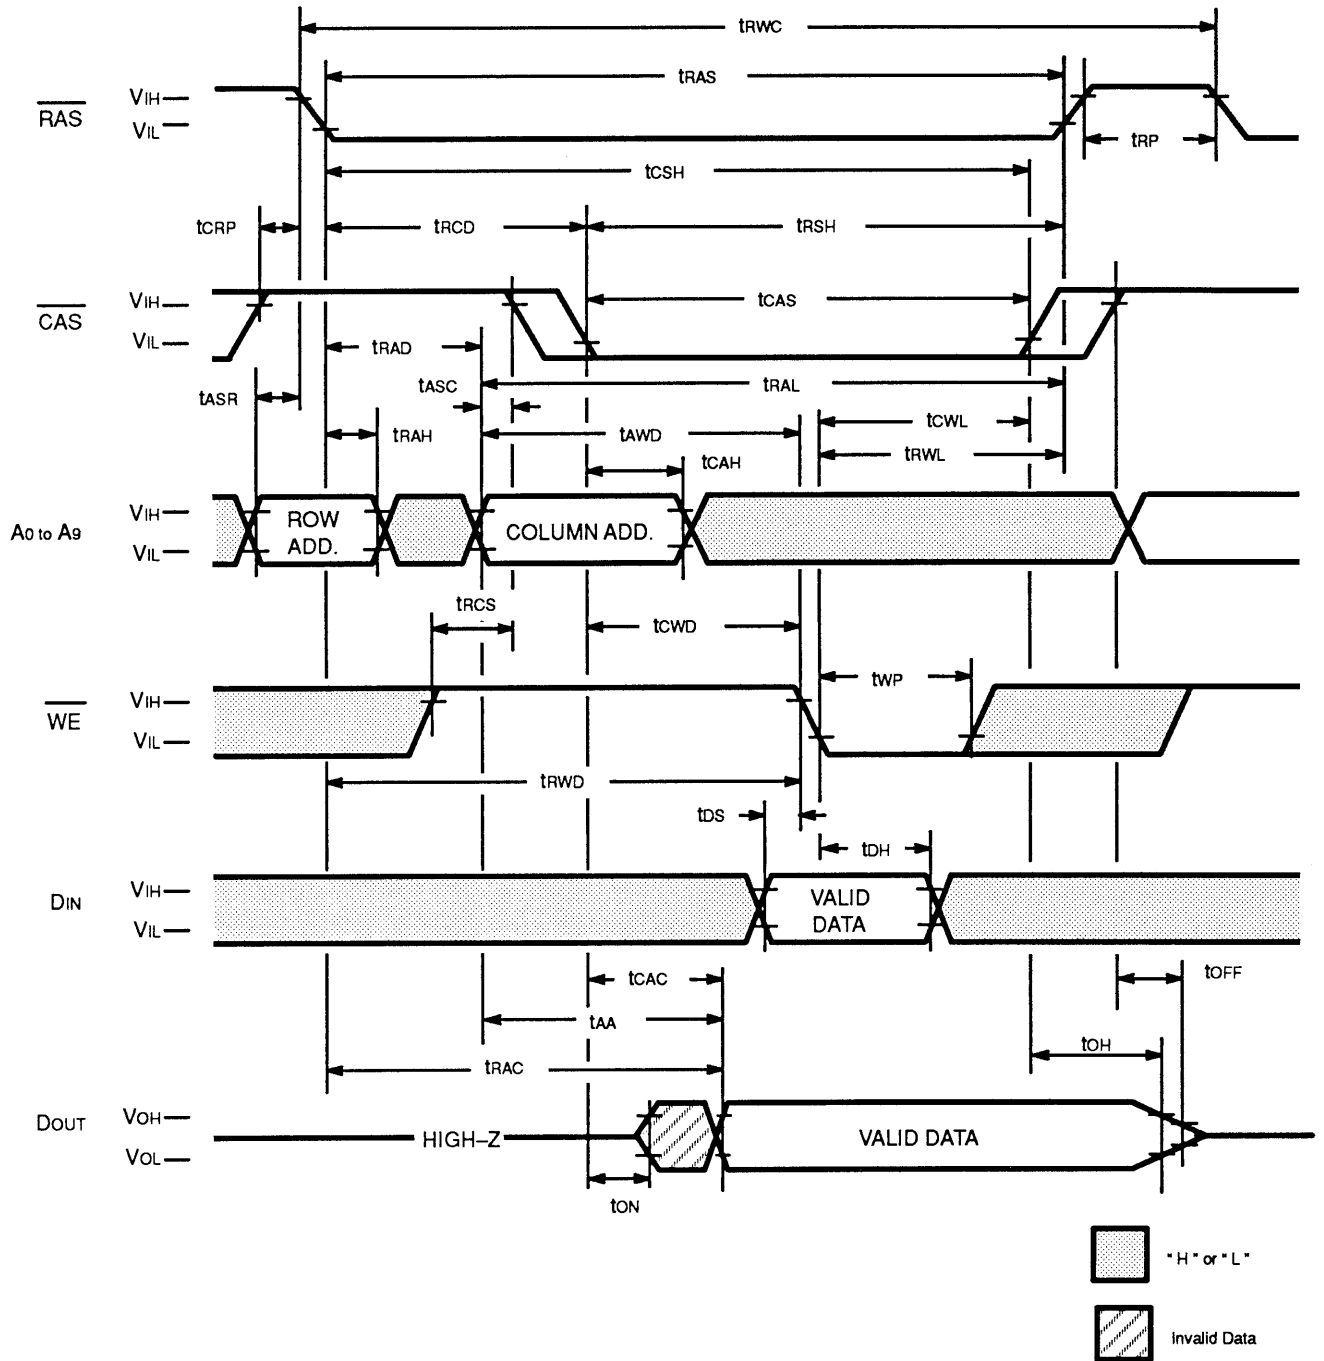 tRWC
tRAS
VIH
RAS
VIL
tRP
tCSH
tCRP
tRCD
tRSH
VIH
CAS
tCAS
VIL
tRAD
tASC
tRAL
tASR
tCWL
tRAH
tAWD
tCAH
tRWL
VIH
A0 to A9
ROW
ADD.
COLUMN ADD.
VIL
tRCS
tCWD
tWP
VIH
WE
VIL
tRWD
tDS
tDH
VIH
DIN
VALID
DATA
VIL
tCAC
tOFF
tAA
tOH
tRAC
VOH
DOUT
HIGH-Z
VALID DATA
VOL
tON
"H" or "L"
Invalid Data